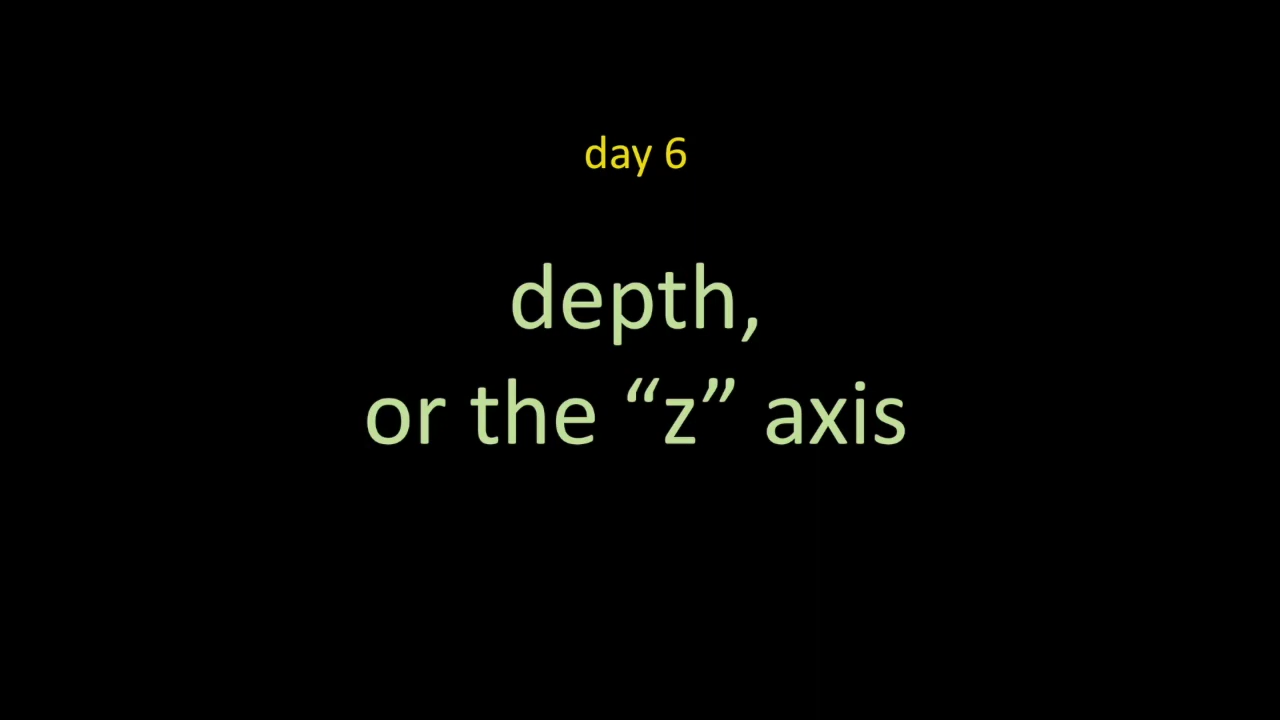 day 6
depth,
or the “z” axis